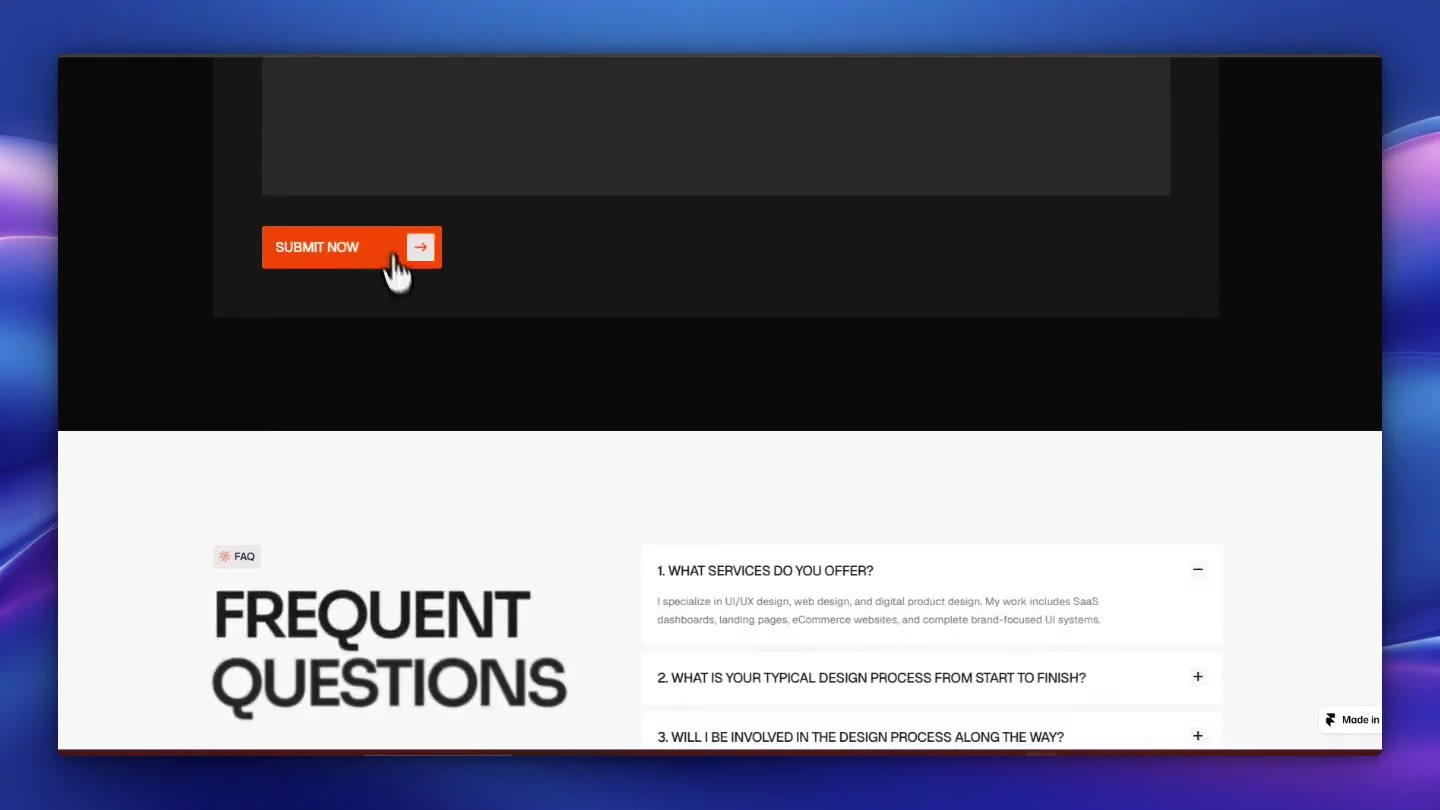 SUBMIT NOW
FAQ
FREQUENT
QUESTIONS
1. WHAT SERVICES DO YOU OFFER?
I specialize in UI/UX design, web design, and digital product design. My work includes SaaS
dashboards, landing pages, eCommerce websites, and complete brand-focused UI systems.
2. WHAT IS YOUR TYPICAL DESIGN PROCESS FROM START TO FINISH?
3. WILL I BE INVOLVED IN THE DESIGN PROCESS ALONG THE WAY?
Made in